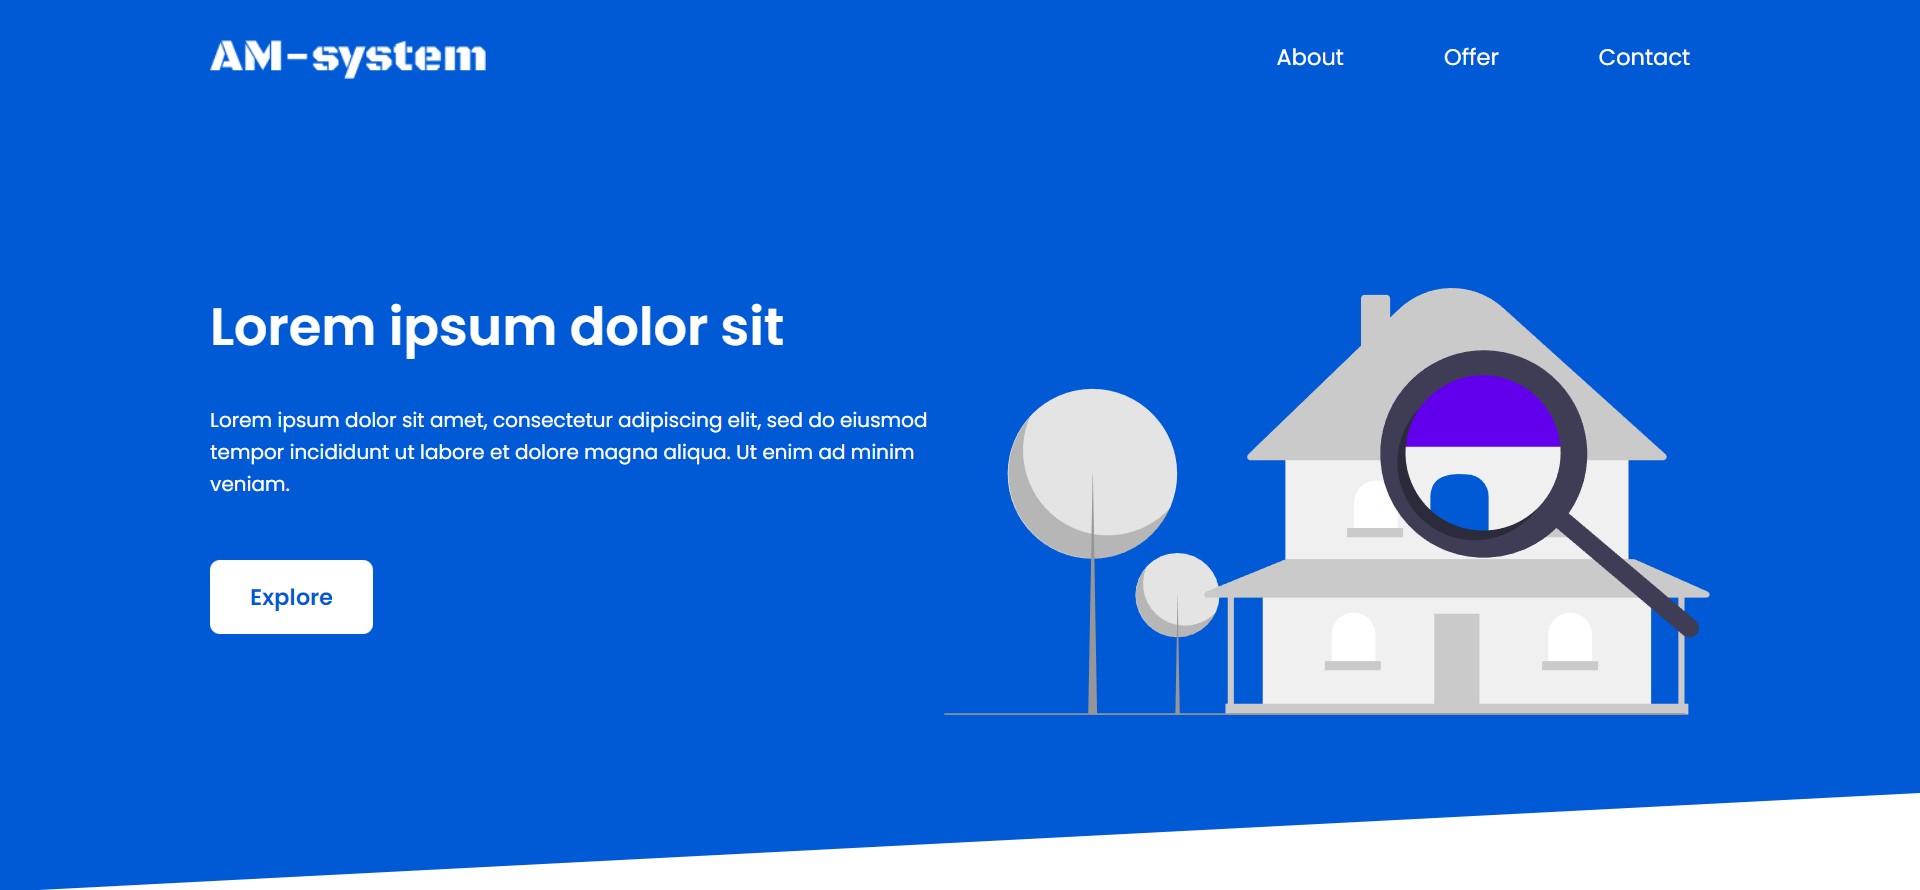 AM-system
About
Offer
Contact
Lorem ipsum dolor sit
Lorem ipsum dolor sit amet, consectetur adipiscing elit, sed do eiusmod
tempor incididunt ut labore et dolore magna aliqua. Ut enim ad minim
veniam.
Explore